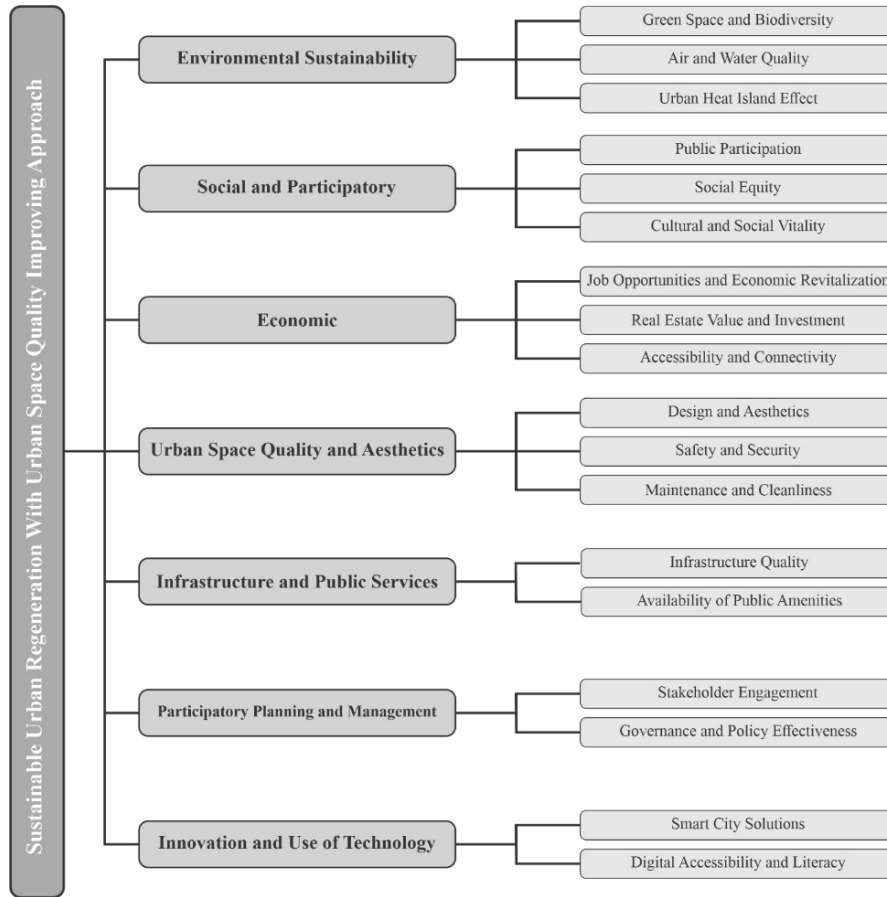 Sustainable Urban Regeneration With Urban Space Quality Improving Approach
Environmental Sustainability
Green Space and Biodiversity
Air and Water Quality
Urban Heat Island Effect
Social and Participatory
Public Participation
Social Equity
Cultural and Social Vitality
Economic
Job Opportunities and Economic Revitalization
Real Estate Value and Investment
Accessibility and Connectivity
Urban Space Quality and Aesthetics
Design and Aesthetics
Safety and Security
Maintenance and Cleanliness
Infrastructure and Public Services
Infrastructure Quality
Availability of Public Amenities
Participatory Planning and Management
Stakeholder Engagement
Governance and Policy Effectiveness
Innovation and Use of Technology
Smart City Solutions
Digital Accessibility and Literacy